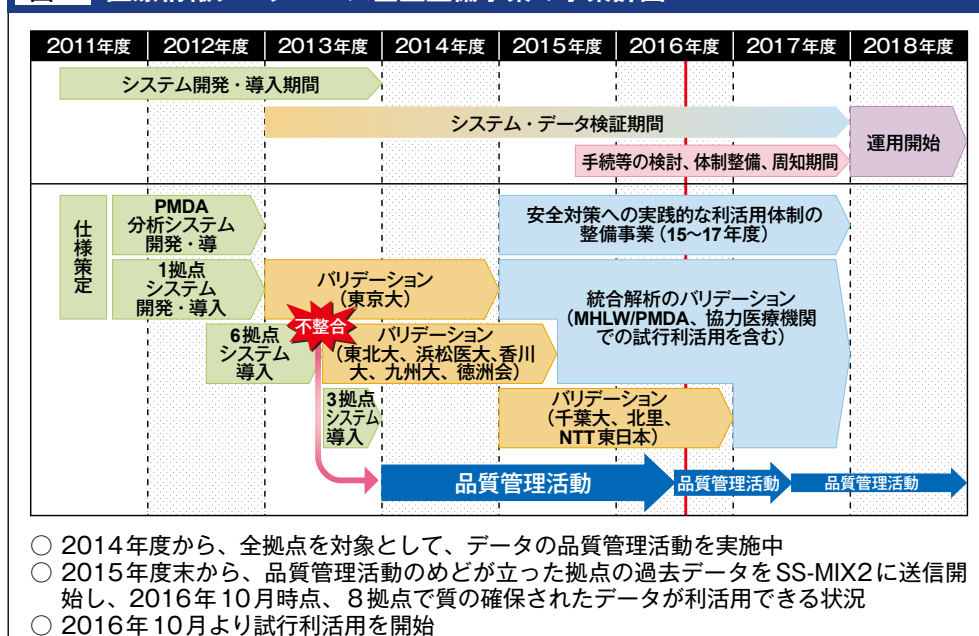 2011年度 2012年度 2013年度 2014年度 2015年度 2016年度 2017年度 2018年度
システム開発・導入期間
システム・データ検証期間
手続等の検討、体制整備、周知期間
運用開始
仕様策定
PMDA
分析システム
開発・導
安全対策への実践的な利活用体制の
整備事業（15～17年度）
1拠点
システム
開発・導入
バリデーション
（東京大）
統合解析のバリデーション
（MHLW/PMDA、協力医療機関
での試行利活用を含む）
不整合
6拠点
システム
導入
バリデーション
（東北大、浜松医大、香川
大、九州大、徳洲会）
3拠点
システム
導入
バリデーション
（千葉大、北里、
NTT東日本）
品質管理活動
品質管理活動
品質管理活動
○ 2014年度から、全拠点を対象として、データの品質管理活動を実施中
○ 2015年度末から、品質管理活動のめどが立った拠点の過去データをSS-MIX2に送信開
始し、2016年10月時点、８拠点で質の確保されたデータが利活用できる状況
○ 2016年10月より試行利活用を開始